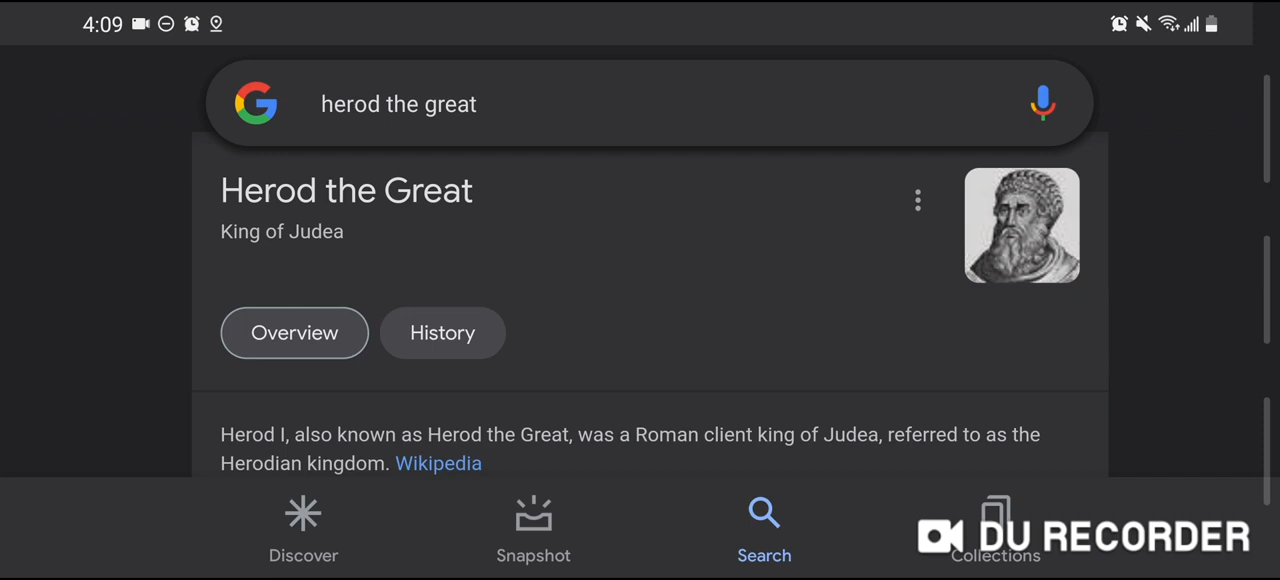 4:09
herod the great
Herod the Great
King of Judea
Overview History
Herod I, also known as Herod the Great, was a Roman client king of Judea, referred to as the
Herodian kingdom. Wikipedia
Discover Snapshot Search Collections
DU RECORDER